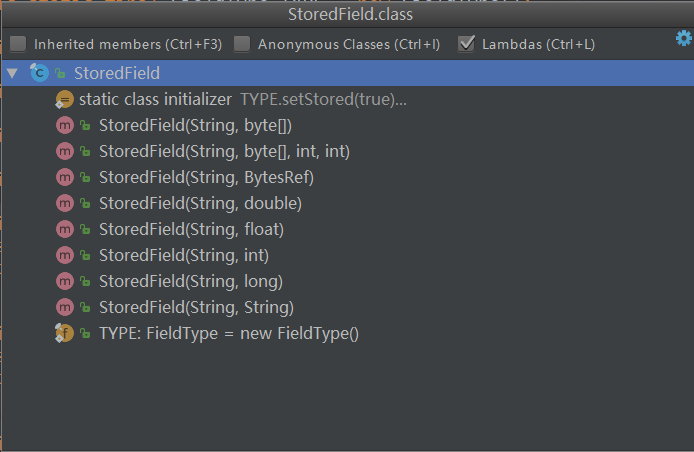 StoredField.class
Inherited members (Ctrl+F3) Anonymous Classes (Ctrl+I) Lambdas (Ctrl+L)
StoredField
static class initializer TYPE.setStored(true)...
StoredField(String, byte[])
StoredField(String, byte[], int, int)
StoredField(String, BytesRef)
StoredField(String, double)
StoredField(String, float)
StoredField(String, int)
StoredField(String, long)
StoredField(String, String)
TYPE: FieldType = new FieldType()